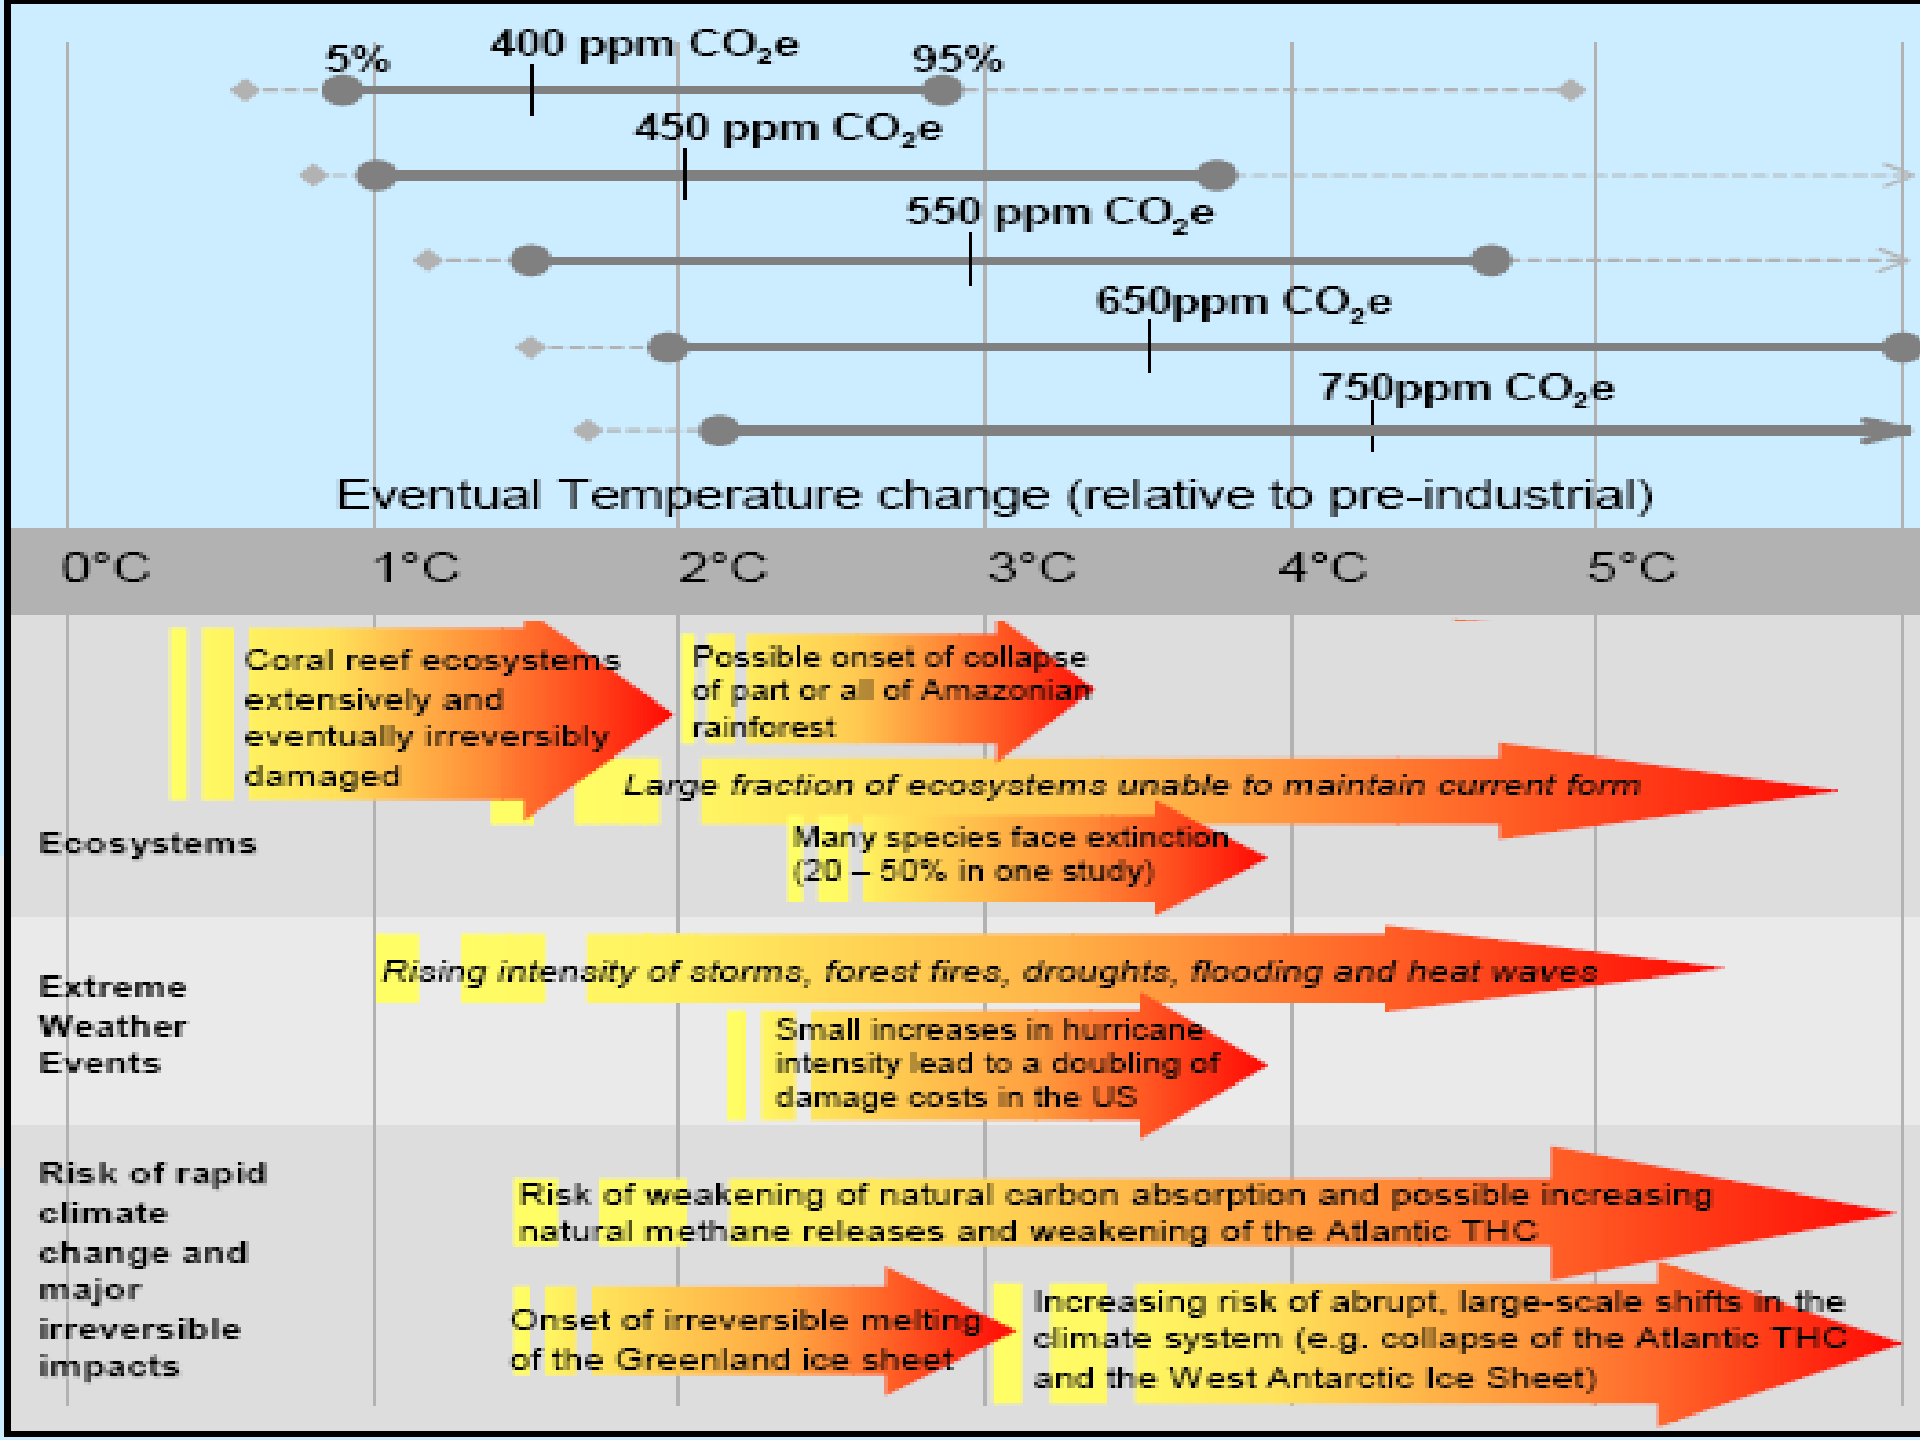 5%
400 ppm CO₂e
95%
450 ppm CO₂e
550 ppm CO₂e
650ppm CO₂e
750ppm CO₂e
Eventual Temperature change (relative to pre-industrial)
0°C 1°C 2°C 3°C 4°C 5°C
Coral reef ecosystems
extensively and
eventually irreversibly
damaged
Possible onset of collapse
of part or all of Amazonian
rainforest
Large fraction of ecosystems unable to maintain current form
Ecosystems
Many species face extinction
(20 – 50% in one study)
Extreme
Weather
Events
Rising intensity of storms, forest fires, droughts, flooding and heat waves
Small increases in hurricane
intensity lead to a doubling of
damage costs in the US
Risk of rapid
climate
change and
major
irreversible
impacts
Risk of weakening of natural carbon absorption and possible increasing
natural methane releases and weakening of the Atlantic THC
Onset of irreversible melting
of the Greenland ice sheet
Increasing risk of abrupt, large-scale shifts in the
climate system (e.g. collapse of the Atlantic THC
and the West Antarctic Ice Sheet)